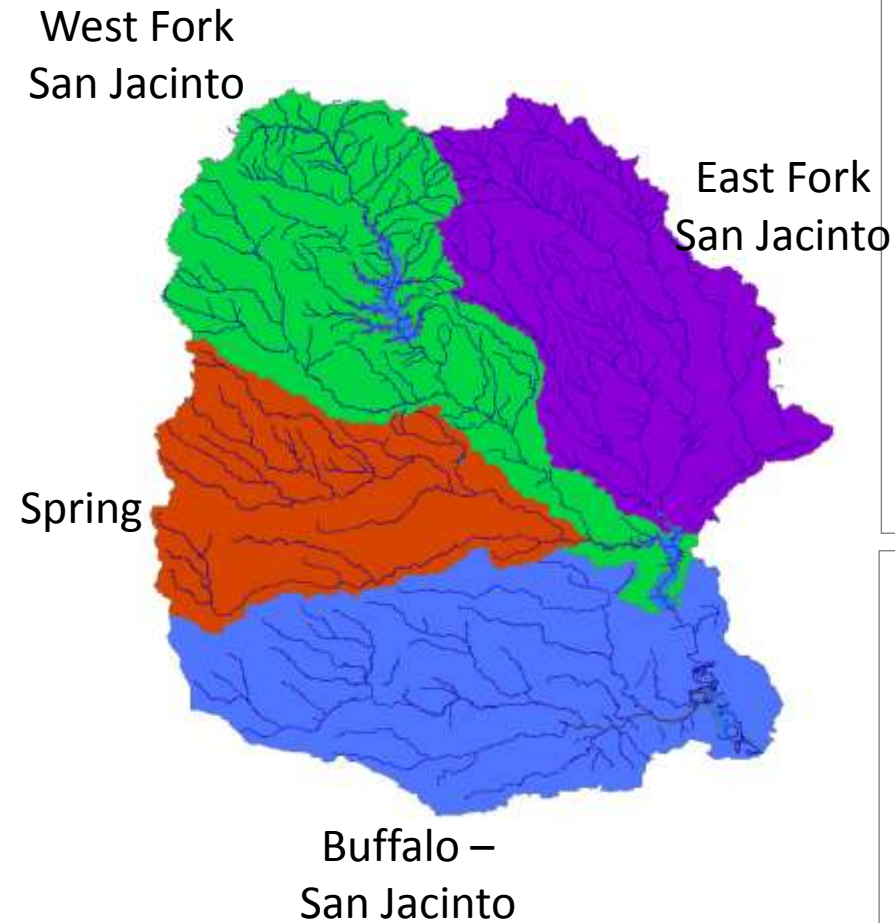 West Fork
San Jacinto
East Fork
San Jacinto
Spring
Buffalo –
San Jacinto